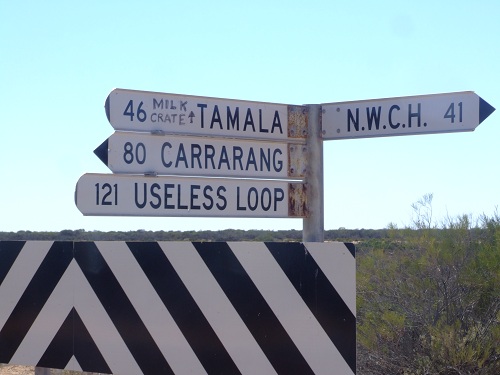 46 MILK CRATE ↑ TAMALA
N.W.C.H. 41
80 CARRARANG
121 USELESS LOOP